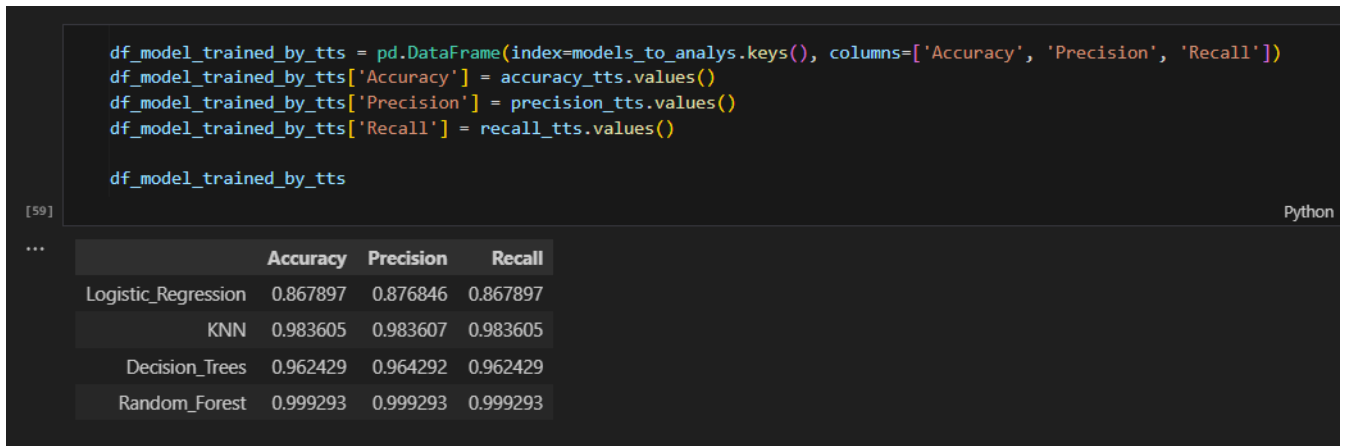 df_model_trained_by_tts = pd.DataFrame(index=models_to_analys.keys(), columns=['Accuracy', 'Precision', 'Recall'])
df_model_trained_by_tts['Accuracy'] = accuracy_tts.values()
df_model_trained_by_tts['Precision'] = precision_tts.values()
df_model_trained_by_tts['Recall'] = recall_tts.values()
df_model_trained_by_tts
[59] Python
...
Accuracy Precision Recall
Logistic_Regression 0.867897 0.876846 0.867897
KNN 0.983605 0.983607 0.983605
Decision_Trees 0.962429 0.964292 0.962429
Random_Forest 0.999293 0.999293 0.999293